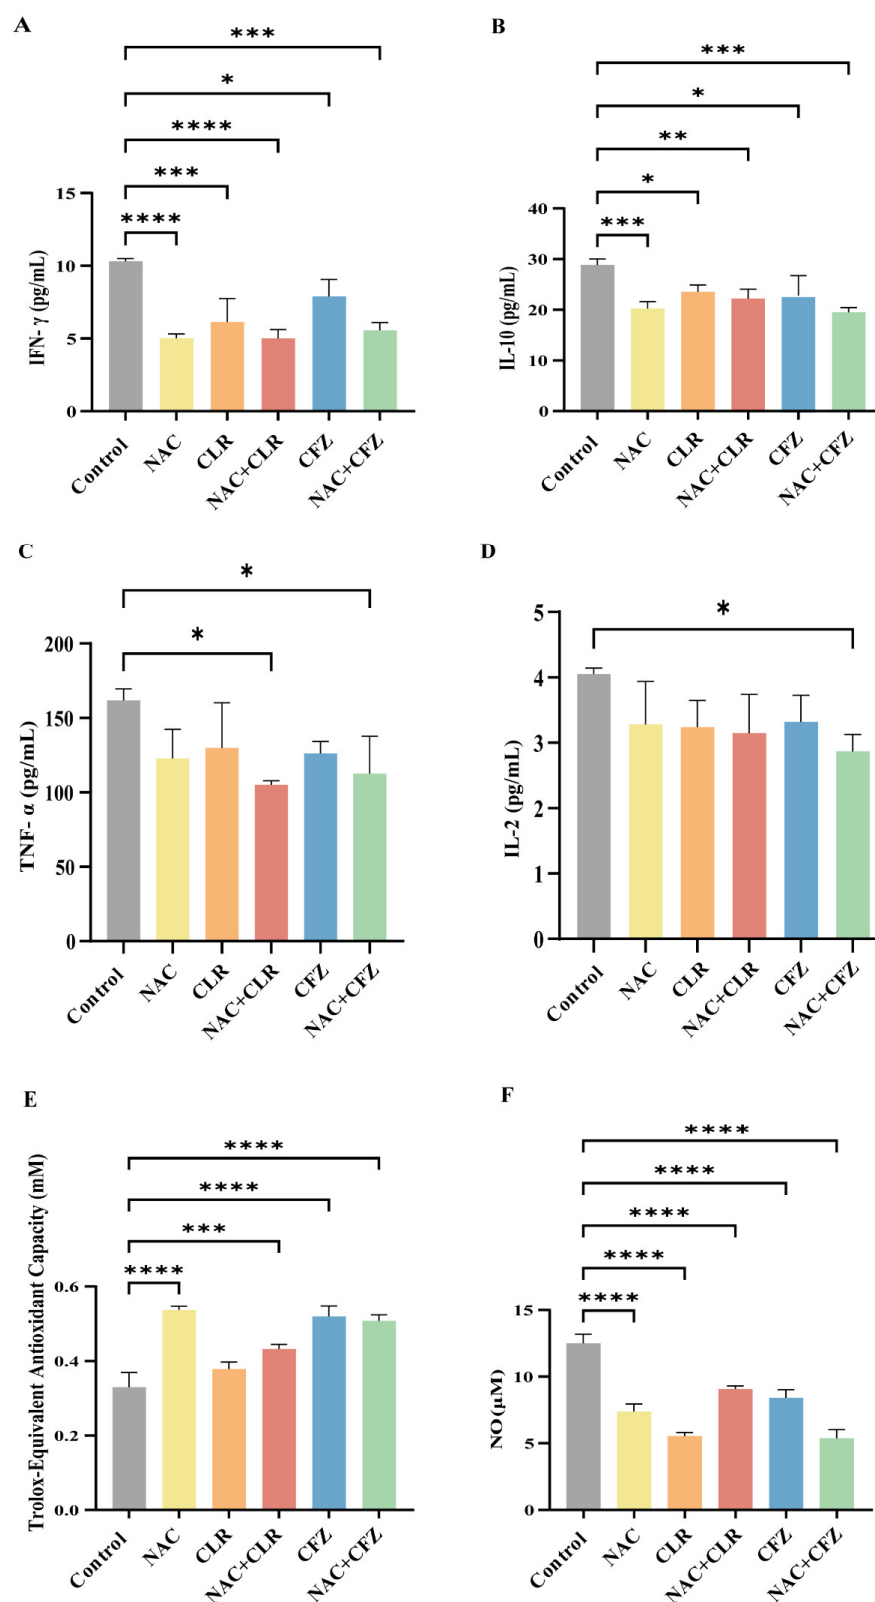 A
***
*
****
***
****
IFN- γ (pg/mL)
15
10
5
0
Control
NAC
CLR
NAC+CLR
CFZ
NAC+CFZ
B
***
*
**
*
***
IL-10 (pg/mL)
40
30
20
10
0
Control
NAC
CLR
NAC+CLR
CFZ
NAC+CFZ
C
*
*
TNF- α (pg/mL)
200
150
100
50
0
Control
NAC
CLR
NAC+CLR
CFZ
NAC+CFZ
D
*
IL-2 (pg/mL)
5
4
3
2
1
0
Control
NAC
CLR
NAC+CLR
CFZ
NAC+CFZ
E
****
****
***
****
Trolox-Equivalent Antioxidant Capacity (mM)
0.6
0.4
0.2
0.0
Control
NAC
CLR
NAC+CLR
CFZ
NAC+CFZ
F
****
****
****
****
****
NO (μM)
15
10
5
0
Control
NAC
CLR
NAC+CLR
CFZ
NAC+CFZ